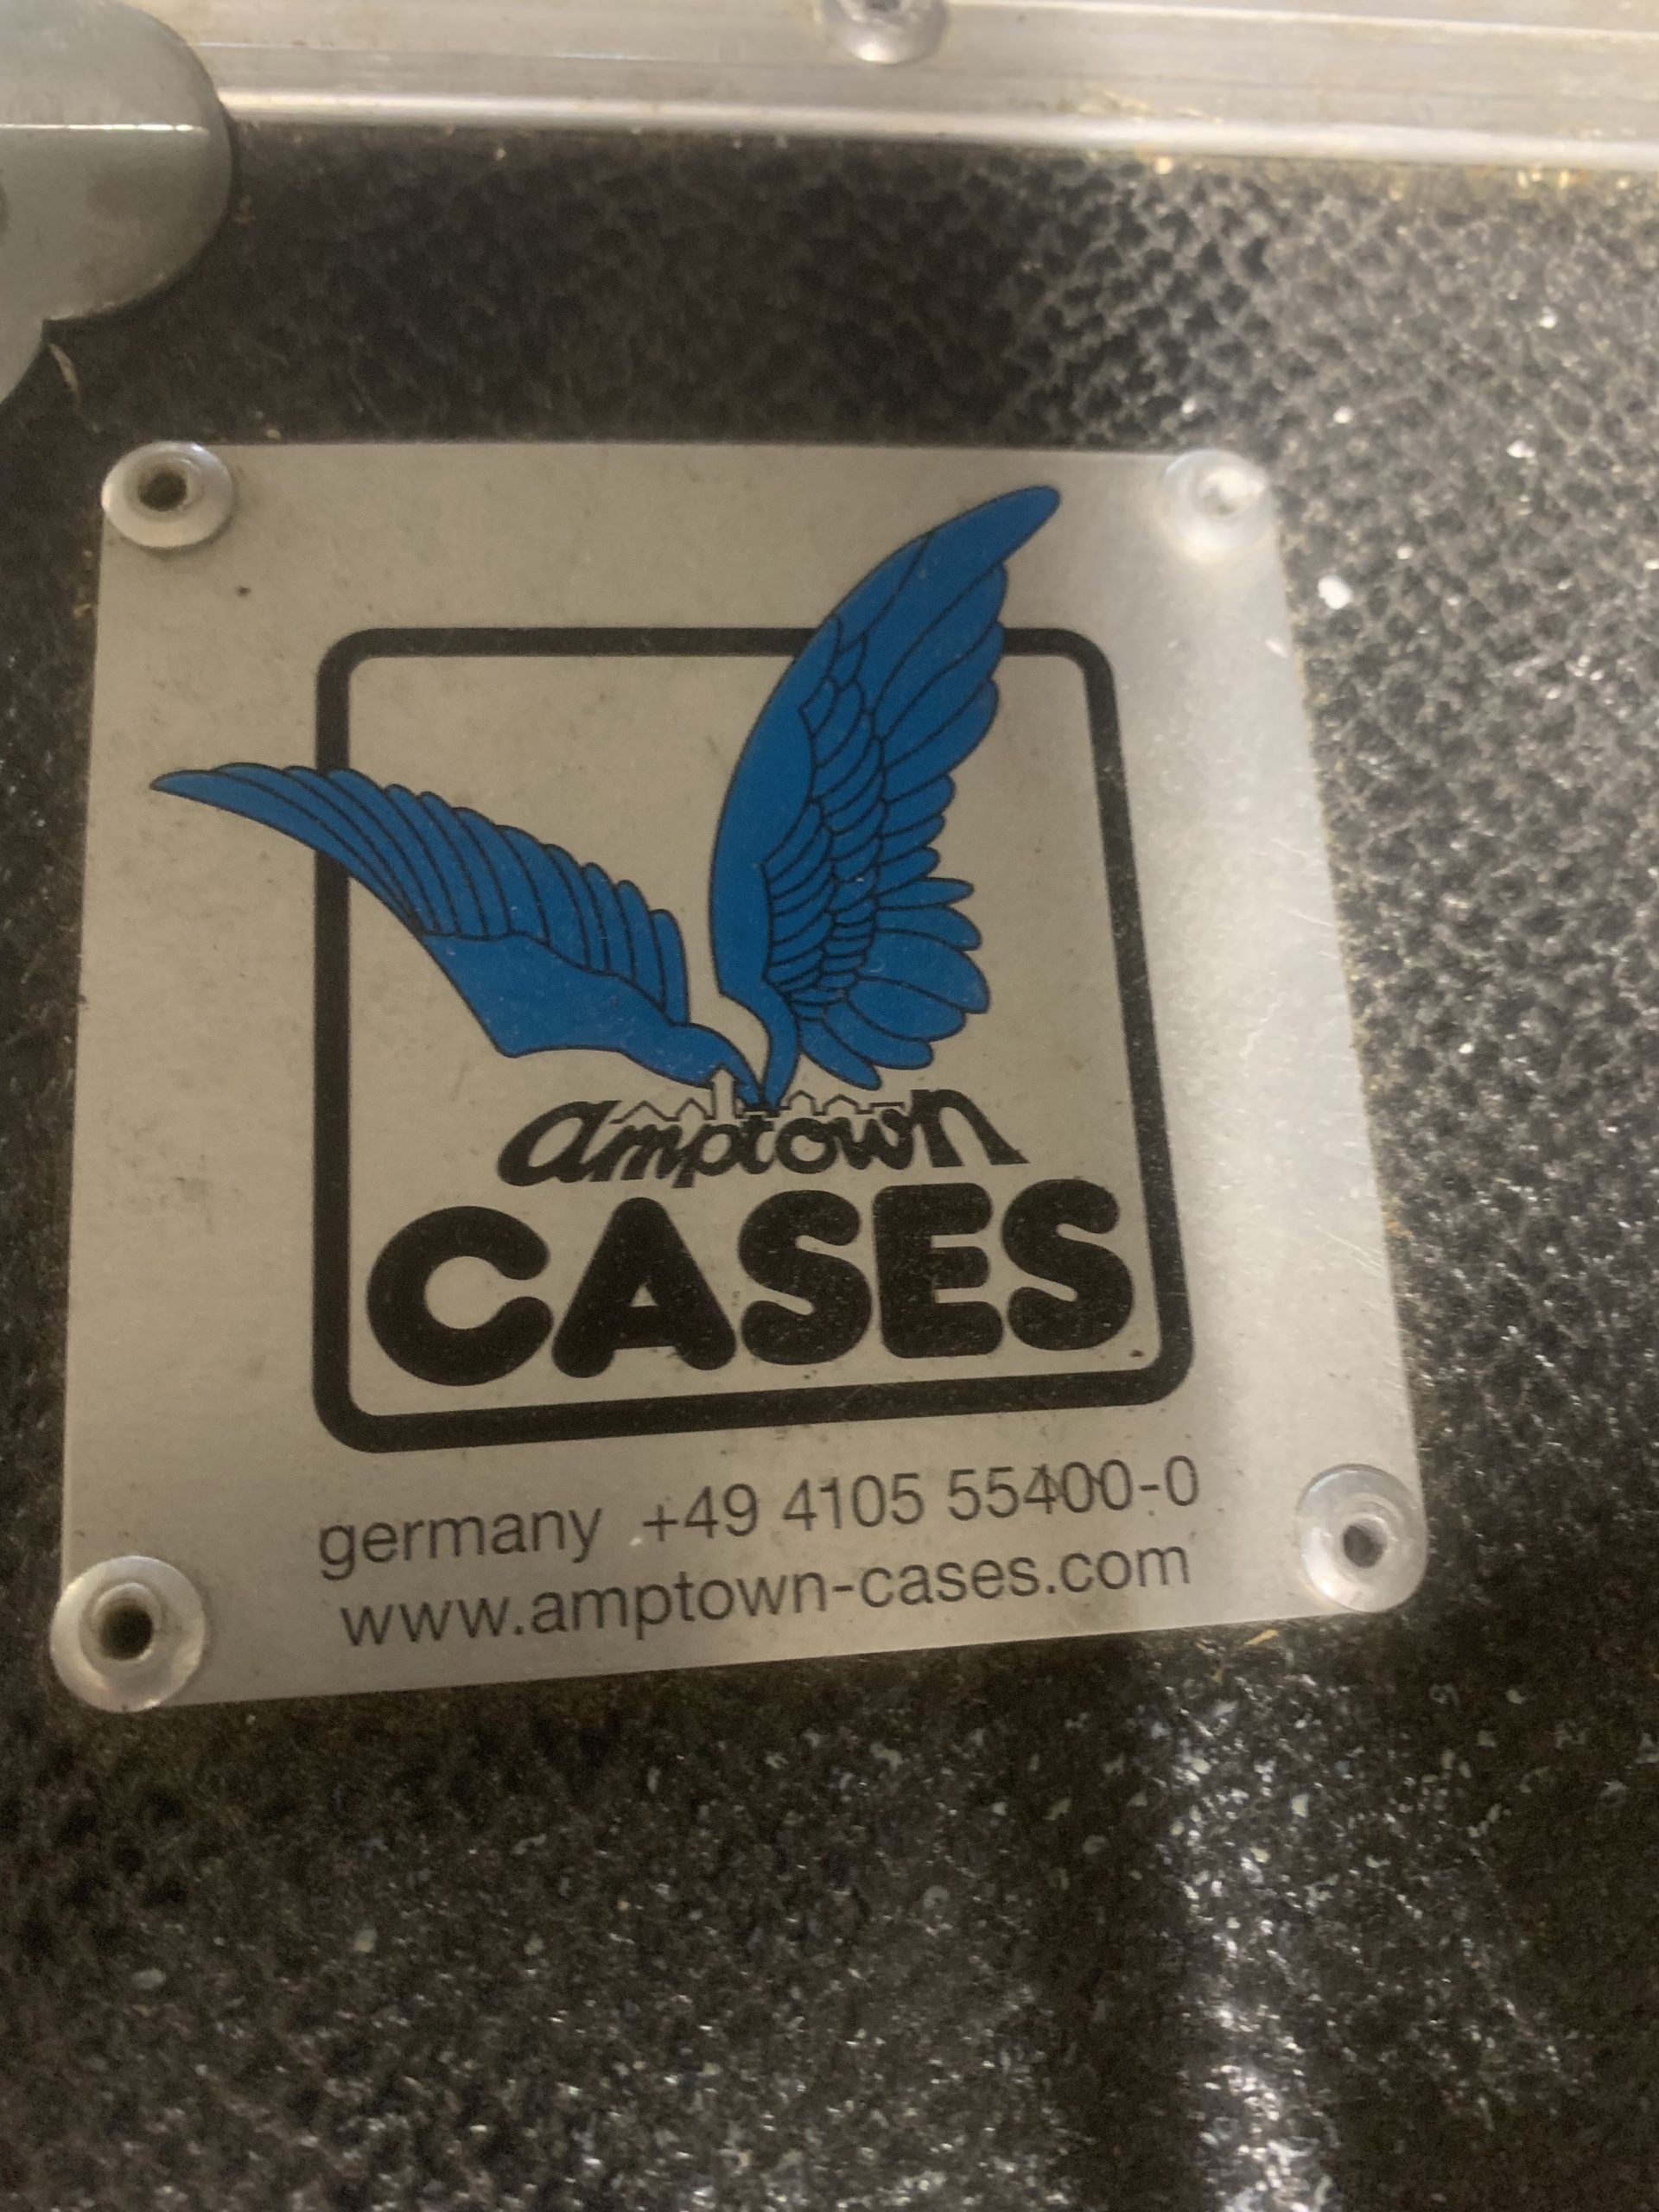 amptown
CASES
germany +49 4105 55400-0
www.amptown-cases.com